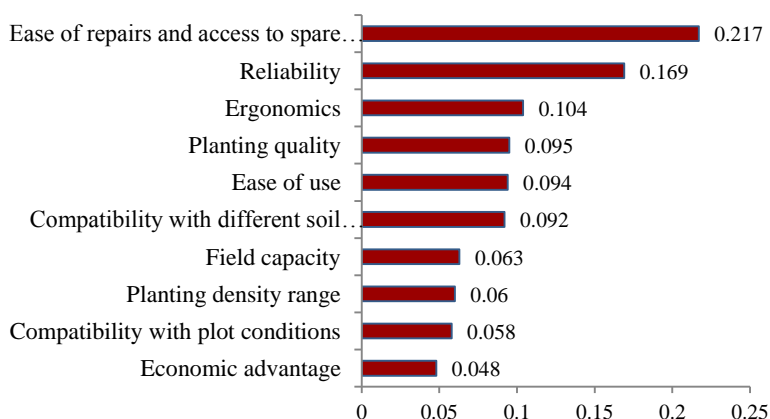 Ease of repairs and access to spare… 0.217
Reliability 0.169
Ergonomics 0.104
Planting quality 0.095
Ease of use 0.094
Compatibility with different soil… 0.092
Field capacity 0.063
Planting density range 0.06
Compatibility with plot conditions 0.058
Economic advantage 0.048
0 0.05 0.1 0.15 0.2 0.25